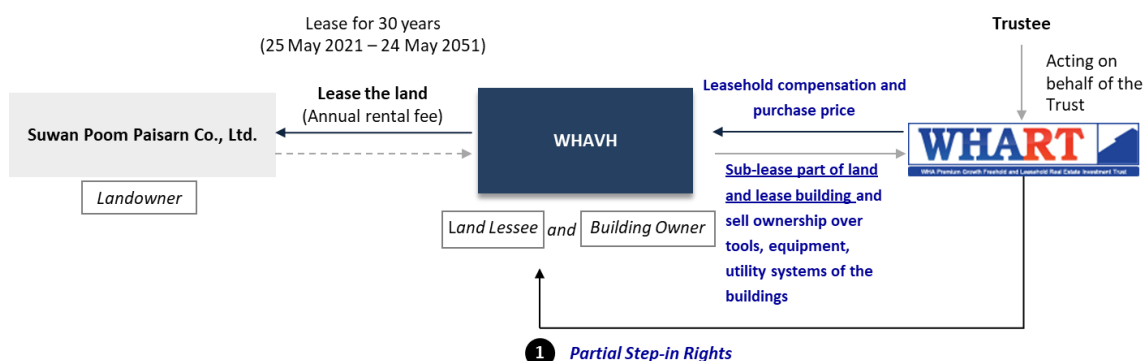 Lease for 30 years
(25 May 2021 – 24 May 2051)
Trustee
Acting on
behalf of the
Trust
Lease the land
(Annual rental fee)
Leasehold compensation and
purchase price
Suwan Poom Paisarn Co., Ltd.
WHAVH
WHART
WHA Premium Growth Freehold and Leasehold Real Estate Investment Trust
Landowner
Land Lessee and Building Owner
Sub-lease part of land
and lease building and
sell ownership over
tools, equipment,
utility systems of the
buildings
1 Partial Step-in Rights